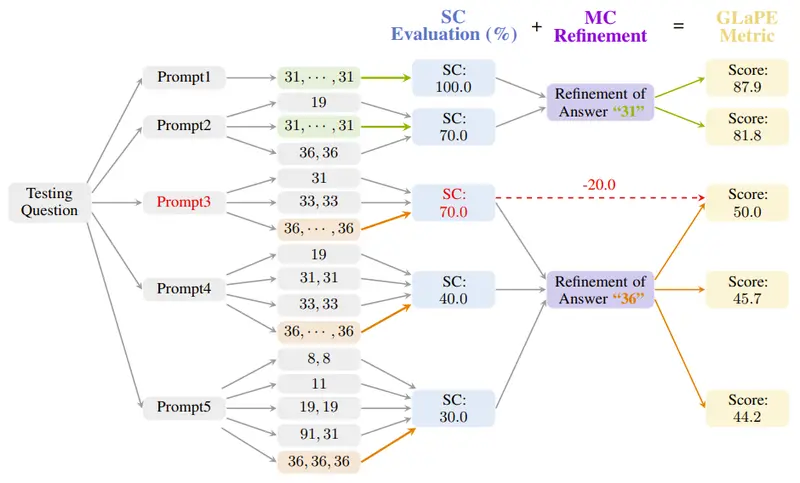 SC
Evaluation (%)
+
MC
Refinement
=
GLaPE
Metric
Testing
Question
Prompt1
31, · · · , 31
SC:
100.0
Prompt2
19
31, · · · , 31
36, 36
SC:
70.0
Refinement of
Answer “31”
Score:
87.9
Score:
81.8
Prompt3
31
33, 33
36, · · · , 36
SC:
70.0
-20.0
Score:
50.0
Prompt4
19
31, 31
33, 33
36, · · · , 36
SC:
40.0
Refinement of
Answer “36”
Score:
45.7
Prompt5
8, 8
11
19, 19
91, 31
36, 36, 36
SC:
30.0
Score:
44.2